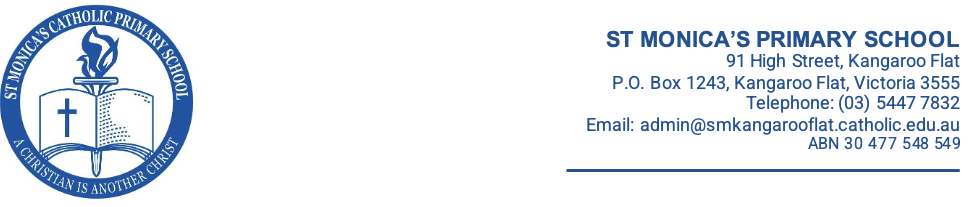 ST MONICA'S CATHOLIC PRIMARY SCHOOL
A CHRISTIAN IS ANOTHER CHRIST
ST MONICA’S PRIMARY SCHOOL
91 High Street, Kangaroo Flat
P.O. Box 1243, Kangaroo Flat, Victoria 3555
Telephone: (03) 5447 7832
Email: admin@smkangarooflat.catholic.edu.au
ABN 30 477 548 549